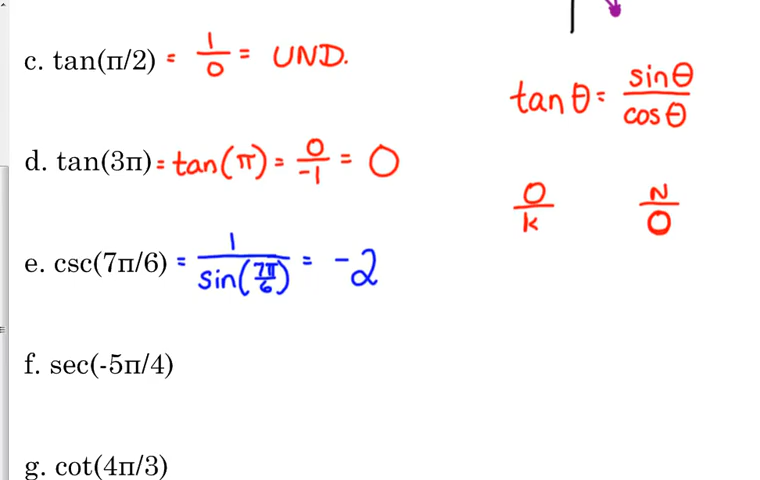 c. tan(π/2) = 1/0 = UND.
tanθ = sinθ/cosθ
d. tan(3π) = tan(π) = 0/-1 = 0
0/k N/0
e. csc(7π/6) = 1/sin(7π/6) = -2
f. sec(-5π/4)
g. cot(4π/3)